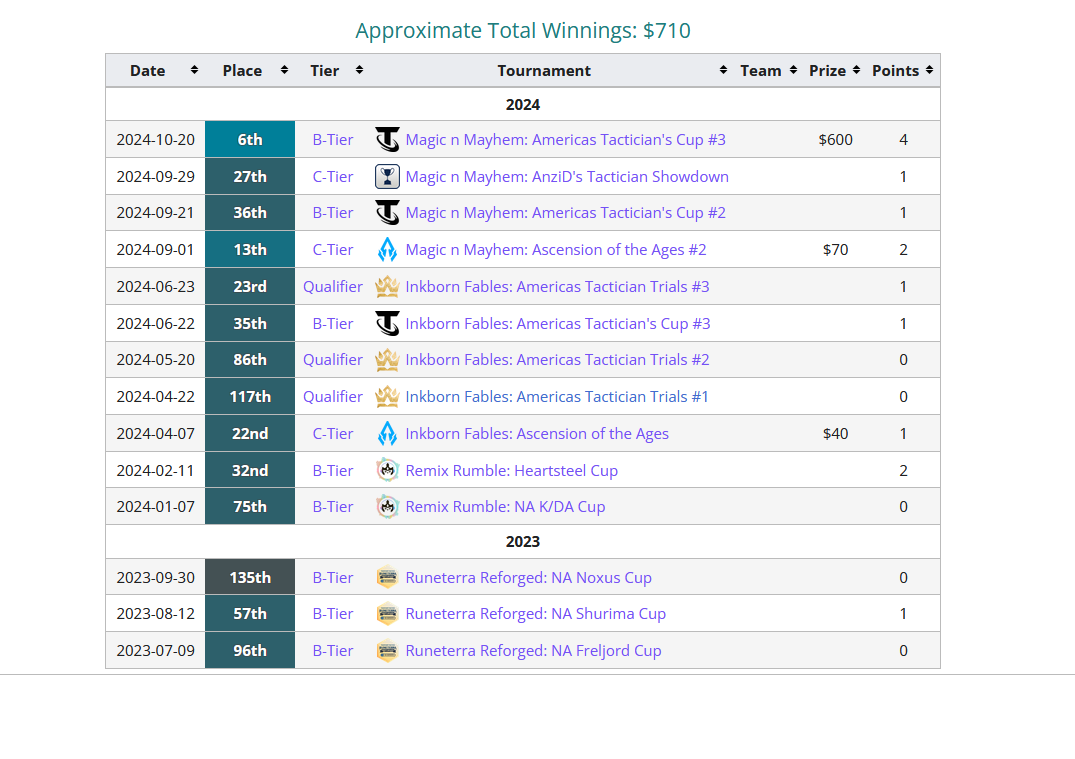 Approximate Total Winnings: $710
Date Place Tier Tournament Team Prize Points
2024
2024-10-20 6th B-Tier Magic n Mayhem: Americas Tactician's Cup #3 $600 4
2024-09-29 27th C-Tier Magic n Mayhem: AnziD's Tactician Showdown 1
2024-09-21 36th B-Tier Magic n Mayhem: Americas Tactician's Cup #2 1
2024-09-01 13th C-Tier Magic n Mayhem: Ascension of the Ages #2 $70 2
2024-06-23 23rd Qualifier Inkborn Fables: Americas Tactician Trials #3 1
2024-06-22 35th B-Tier Inkborn Fables: Americas Tactician's Cup #3 1
2024-05-20 86th Qualifier Inkborn Fables: Americas Tactician Trials #2 0
2024-04-22 117th Qualifier Inkborn Fables: Americas Tactician Trials #1 0
2024-04-07 22nd C-Tier Inkborn Fables: Ascension of the Ages $40 1
2024-02-11 32nd B-Tier Remix Rumble: Heartsteel Cup 2
2024-01-07 75th B-Tier Remix Rumble: NA K/DA Cup 0
2023
2023-09-30 135th B-Tier Runeterra Reforged: NA Noxus Cup 0
2023-08-12 57th B-Tier Runeterra Reforged: NA Shurima Cup 1
2023-07-09 96th B-Tier Runeterra Reforged: NA Freljord Cup 0